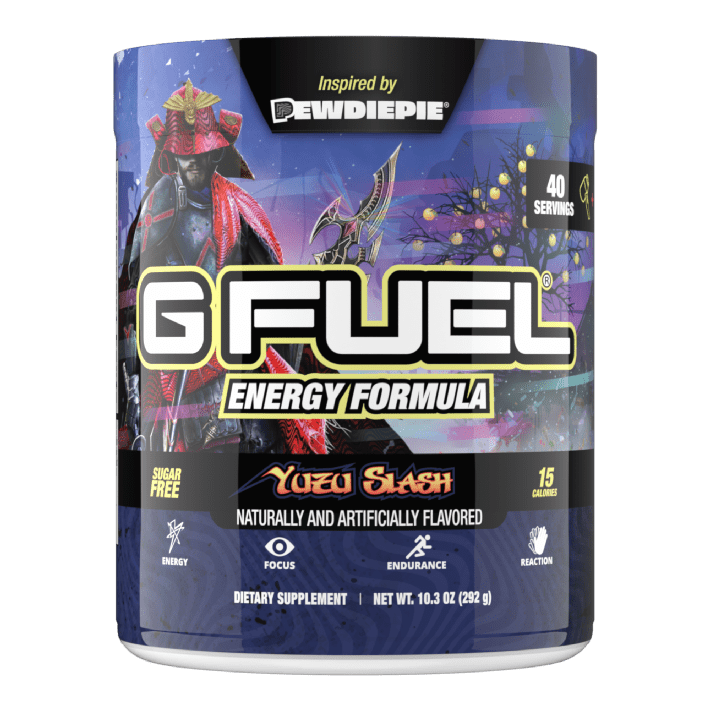 Inspired by
PEWDIEPIE®
40
SERVINGS
G FUEL®
ENERGY FORMULA
SUGAR
FREE
YUZU SLASH
15
CALORIES
NATURALLY AND ARTIFICIALLY FLAVORED
ENERGY
FOCUS
ENDURANCE
REACTION
DIETARY SUPPLEMENT | NET WT. 10.3 OZ (292 g)